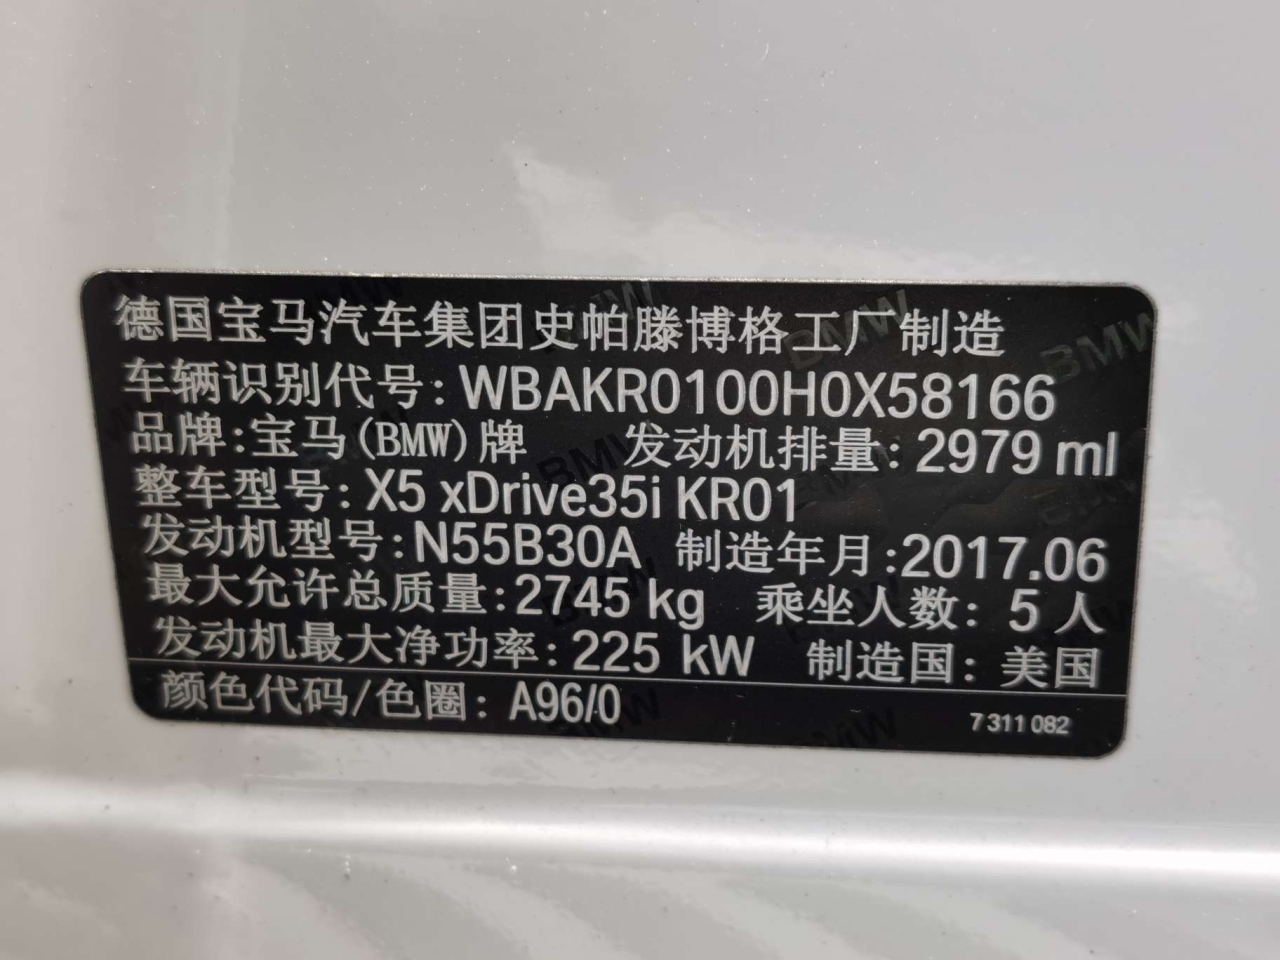 德国宝马汽车集团史帕滕博格工厂制造
车辆识别代号: WBAKR0100H0X58166
品牌:宝马(BMW)牌 发动机排量: 2979 ml
整车型号: X5 xDrive35i KR01
发动机型号:N55B30A 制造年月:2017.06
最大允许总质量:2745 kg 乘坐人数: 5 人
发动机最大净功率:225 kW 制造国: 美国
颜色代码/色圈: A96/0 7 311 082